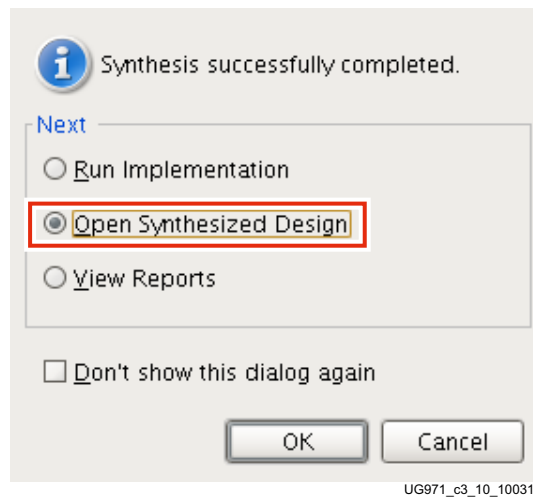 Synthesis successfully completed.
Next
Run Implementation
Open Synthesized Design
View Reports
Don't show this dialog again
OK Cancel
UG971_c3_10_10031